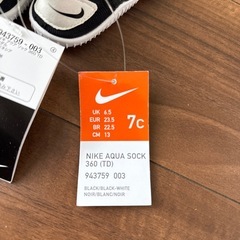 943759 - 003
NIKE
UK 6.5
EUR 23.5
BR 22.5
CM 13
7C
NIKE AQUA SOCK
360 (TD)
943759 003
BLACK/BLACK-WHITE
NOIR/BLANC/NOIR